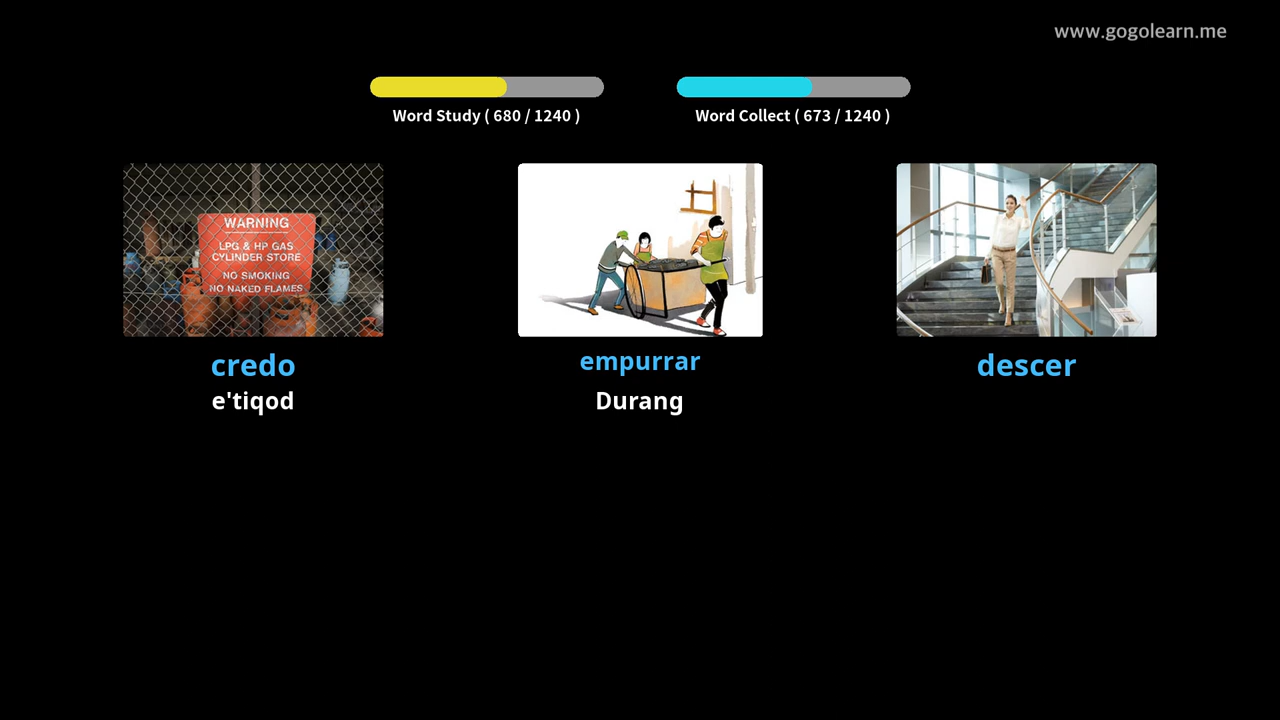 www.gogolearn.me
Word Study ( 680 / 1240 )
Word Collect ( 673 / 1240 )
WARNING
LPG & HP GAS
CYLINDER STORE
NO SMOKING
NO NAKED FLAMES
credo
empurrar
descer
e'tiqod
Durang